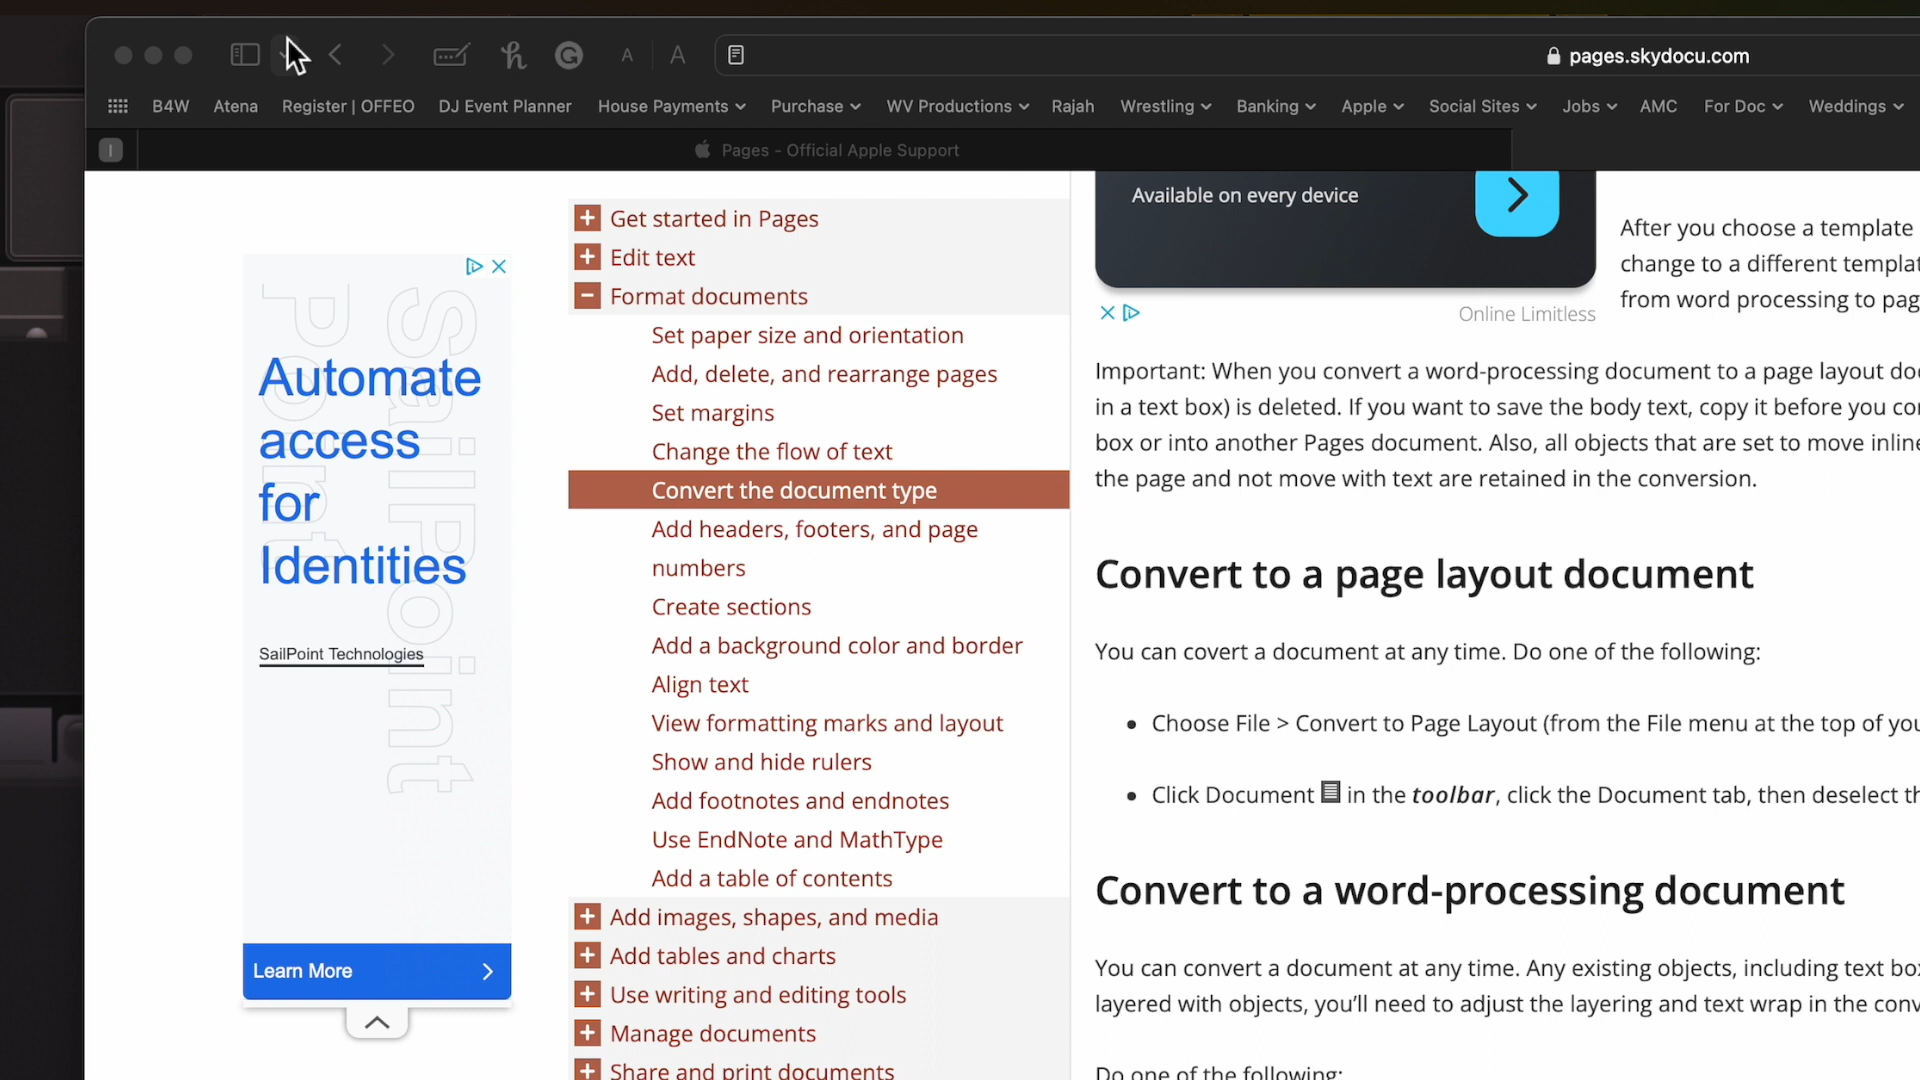 A A pages.skydocu.com
B4W Atena Register | OFFEO DJ Event Planner House Payments Purchase WV Productions Rajah Wrestling Banking Apple Social Sites Jobs AMC For Doc Weddings
I Pages - Official Apple Support
Automate
access
for
Identities
SailPoint
SailPoint Technologies
Learn More
Get started in Pages
Edit text
Format documents
Set paper size and orientation
Add, delete, and rearrange pages
Set margins
Change the flow of text
Convert the document type
Add headers, footers, and page
numbers
Create sections
Add a background color and border
Align text
View formatting marks and layout
Show and hide rulers
Add footnotes and endnotes
Use EndNote and MathType
Add a table of contents
Add images, shapes, and media
Add tables and charts
Use writing and editing tools
Manage documents
Share and print documents
Available on every device
Online Limitless
After you choose a template
change to a different templat
from word processing to pag
Important: When you convert a word-processing document to a page layout do
in a text box) is deleted. If you want to save the body text, copy it before you co
box or into another Pages document. Also, all objects that are set to move inline
the page and not move with text are retained in the conversion.
Convert to a page layout document
You can covert a document at any time. Do one of the following:
• Choose File > Convert to Page Layout (from the File menu at the top of you
• Click Document in the toolbar, click the Document tab, then deselect th
Convert to a word-processing document
You can convert a document at any time. Any existing objects, including text box
layered with objects, you'll need to adjust the layering and text wrap in the conv
Do one of the following: